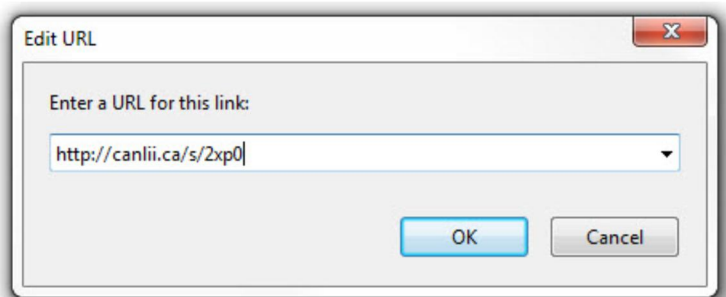 Edit URL
Enter a URL for this link:
http://canlii.ca/s/2xp0
OK Cancel